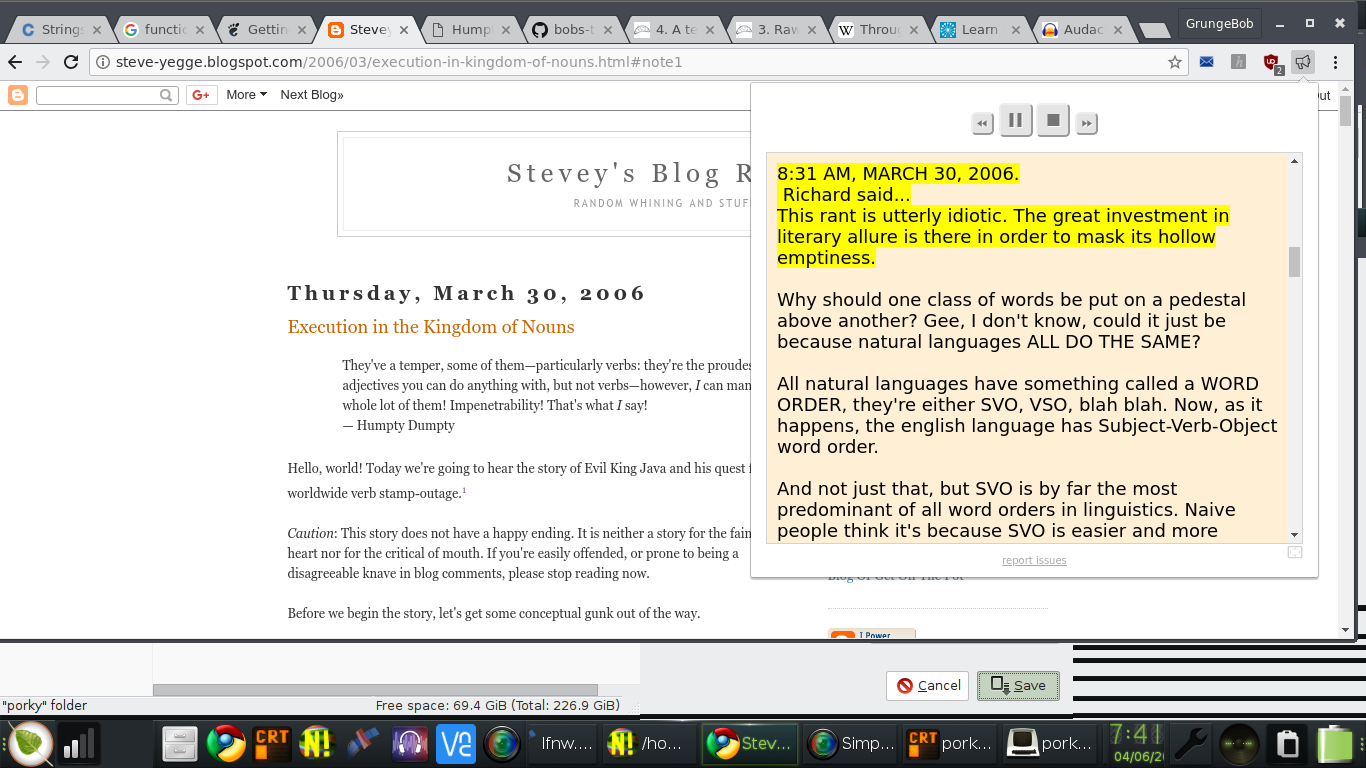 String
functi
Gettin
Stevey
Hump
bobs-t
4. A te
3. Raw
Throu
Learn
Audac
GrungeBob
steve-yegge.blogspot.com/2006/03/execution-in-kingdom-of-nouns.html#note1
2
G+
More
Next Blog»
Stevey's Blog R
RANDOM WHINING AND STUF
Thursday, March 30, 2006
Execution in the Kingdom of Nouns
They've a temper, some of them—particularly verbs: they're the proudes
adjectives you can do anything with, but not verbs—however, I can man
whole lot of them! Impenetrability! That's what I say!
— Humpty Dumpty
Hello, world! Today we're going to hear the story of Evil King Java and his quest f
worldwide verb stamp-outage.1
Caution: This story does not have a happy ending. It is neither a story for the fain
heart nor for the critical of mouth. If you're easily offended, or prone to being a
disagreeable knave in blog comments, please stop reading now.
Before we begin the story, let's get some conceptual gunk out of the way.
8:31 AM, MARCH 30, 2006.
Richard said...
This rant is utterly idiotic. The great investment in
literary allure is there in order to mask its hollow
emptiness.
Why should one class of words be put on a pedestal
above another? Gee, I don't know, could it just be
because natural languages ALL DO THE SAME?
All natural languages have something called a WORD
ORDER, they're either SVO, VSO, blah blah. Now, as it
happens, the english language has Subject-Verb-Object
word order.
And not just that, but SVO is by far the most
predominant of all word orders in linguistics. Naive
people think it's because SVO is easier and more
report issues
I Power
Cancel
Save
"porky" folder
Free space: 69.4 GiB (Total: 226.9 GiB)
CRT
N!
lfnw....
/ho...
Stev...
Simp...
CRT
pork...
pork...
7:41
04/06/20